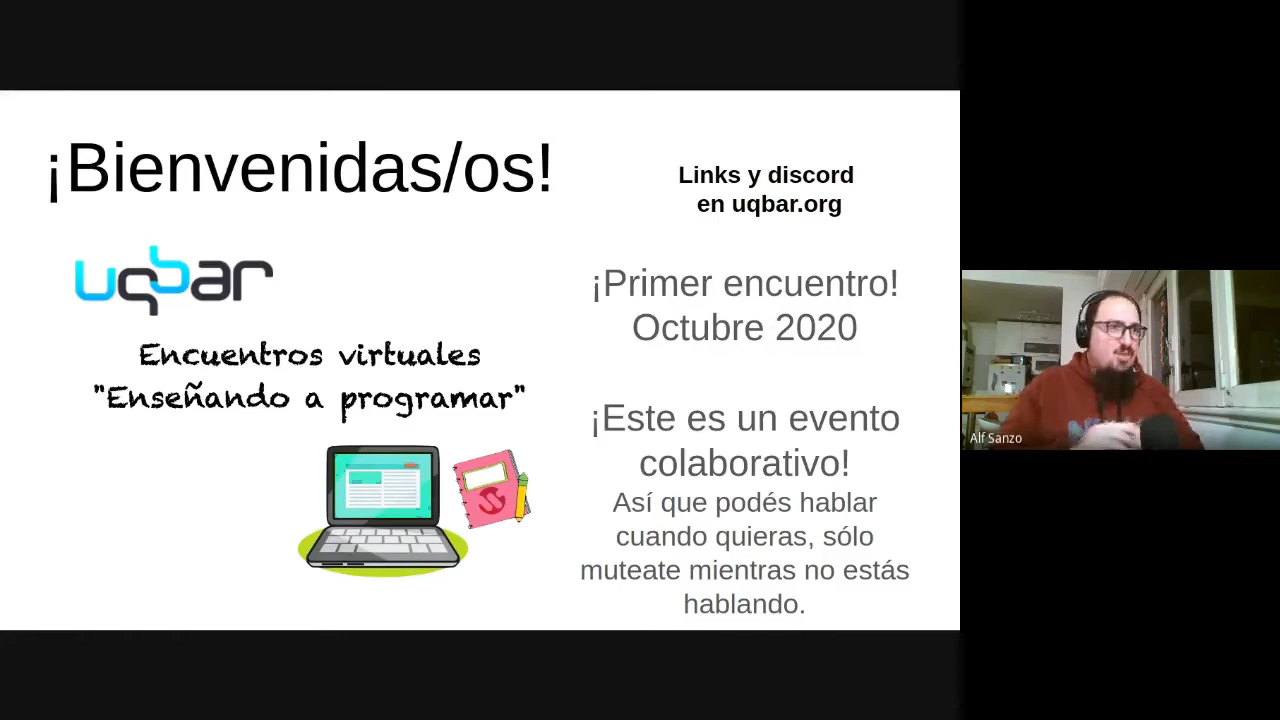 ¡Bienvenidas/os!
Links y discord
en uqbar.org
uqbar
Encuentros virtuales
"Enseñando a programar"
¡Primer encuentro!
Octubre 2020
¡Este es un evento
colaborativo!
Así que podés hablar
cuando quieras, sólo
muteate mientras no estás
hablando.
Alf Sanzo